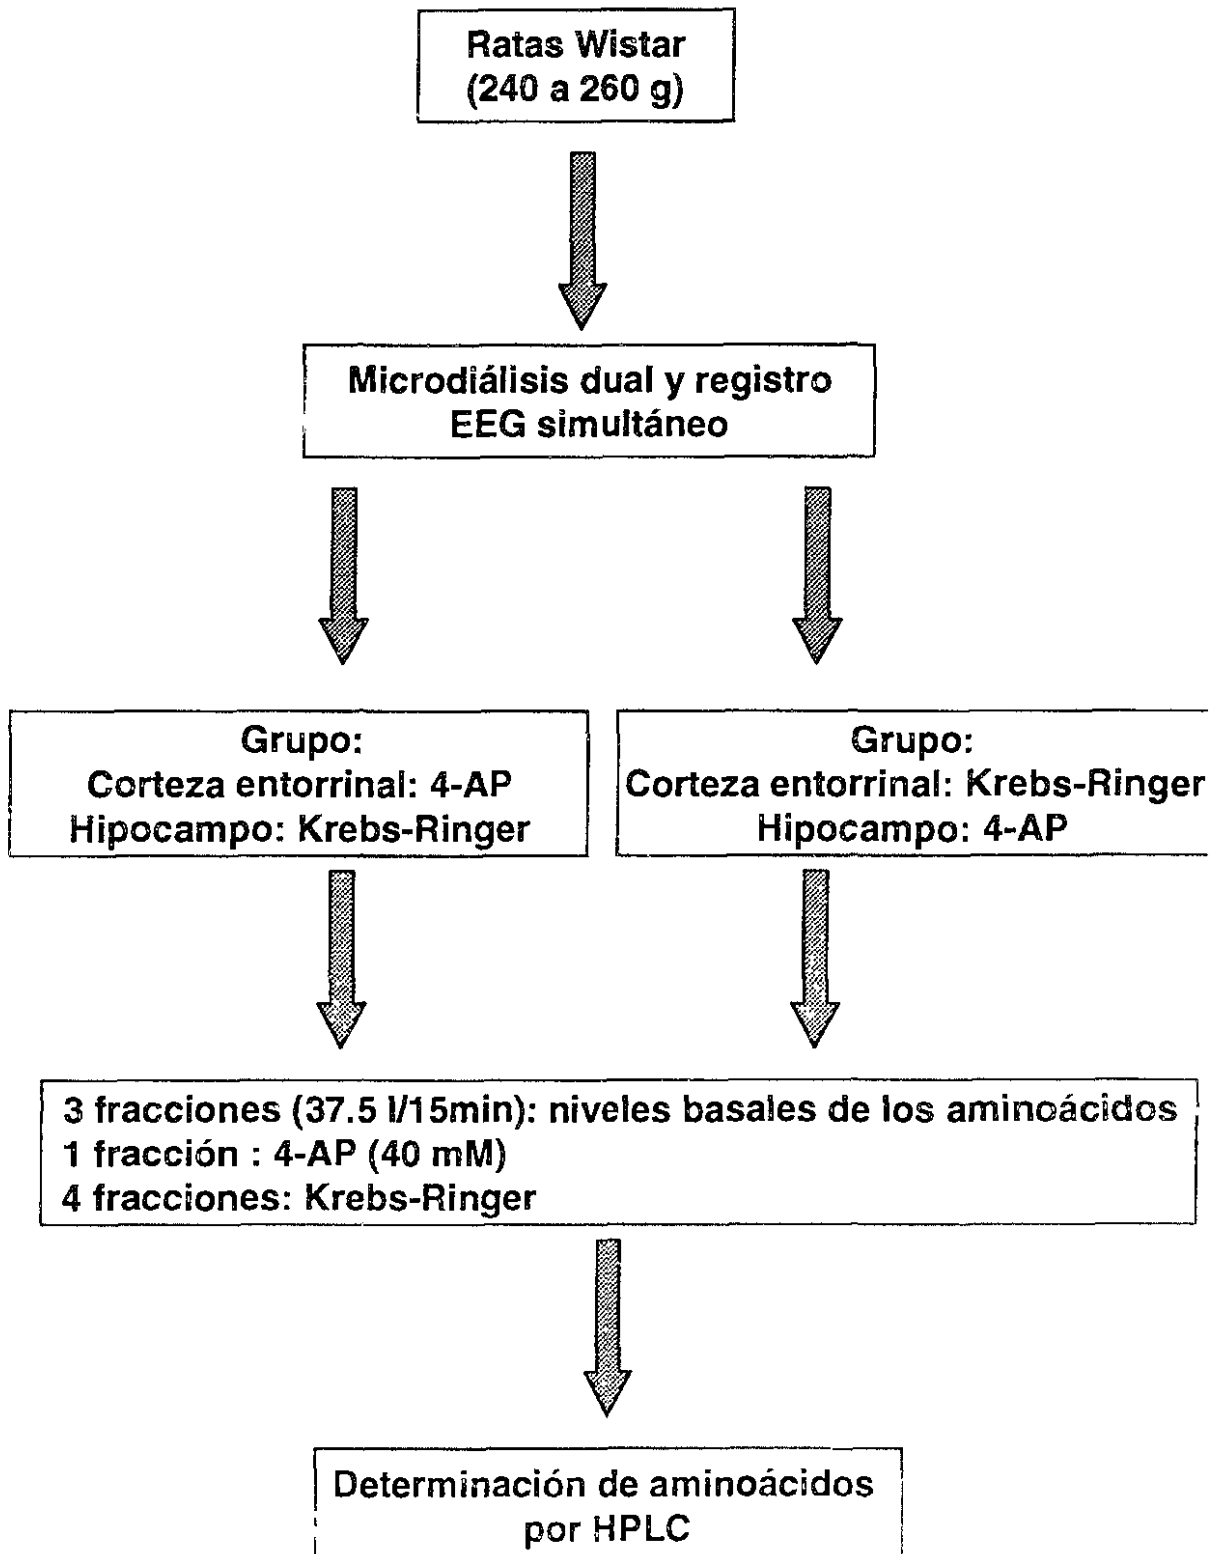 Ratas Wistar
(240 a 260 g)
Microdiálisis dual y registro
EEG simultáneo
Grupo:
Corteza entorrinal: 4-AP
Hipocampo: Krebs-Ringer
Grupo:
Corteza entorrinal: Krebs-Ringer
Hipocampo: 4-AP
3 fracciones (37.5 l/15min): niveles basales de los aminoácidos
1 fracción : 4-AP (40 mM)
4 fracciones: Krebs-Ringer
Determinación de aminoácidos
por HPLC